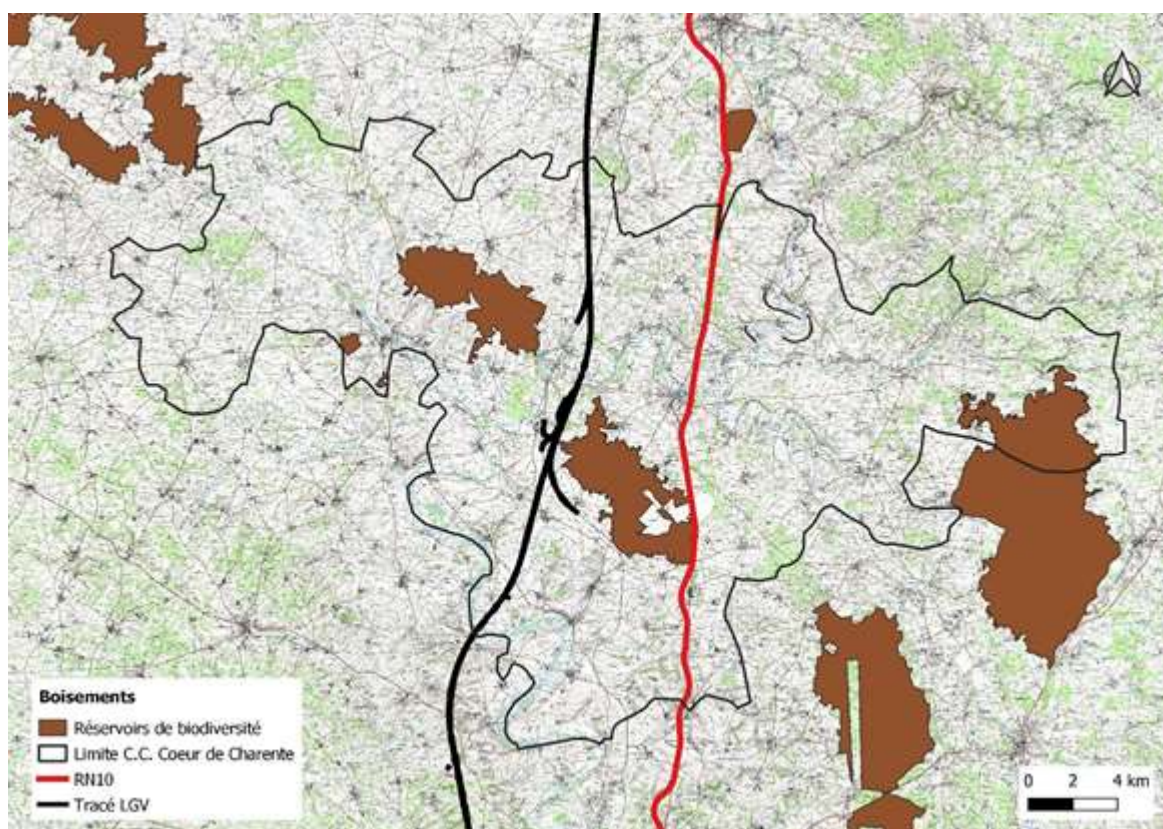 Boisements
Réservoirs de biodiversité
Limite C.C. Coeur de Charente
RN10
Tracé LGV
0 2 4 km